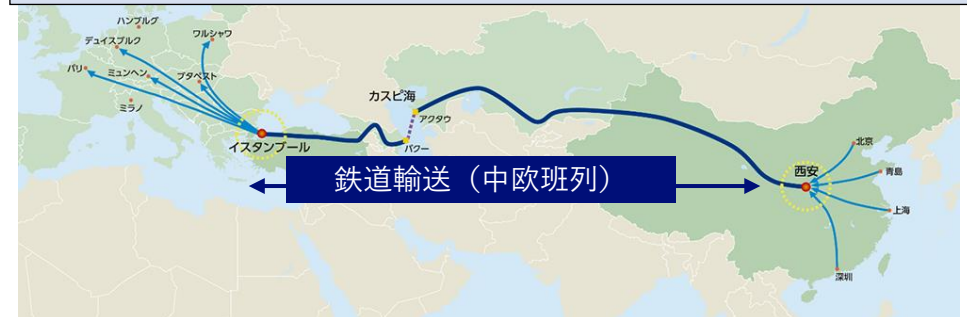 ハンブルグ
デュイスブルク
ワルシャワ
パリ
ミュンヘン
ブタペスト
ミラノ
イスタンブール
カスピ海
アクタウ
バクー
鉄道輸送（中欧班列）
西安
北京
青島
上海
深圳